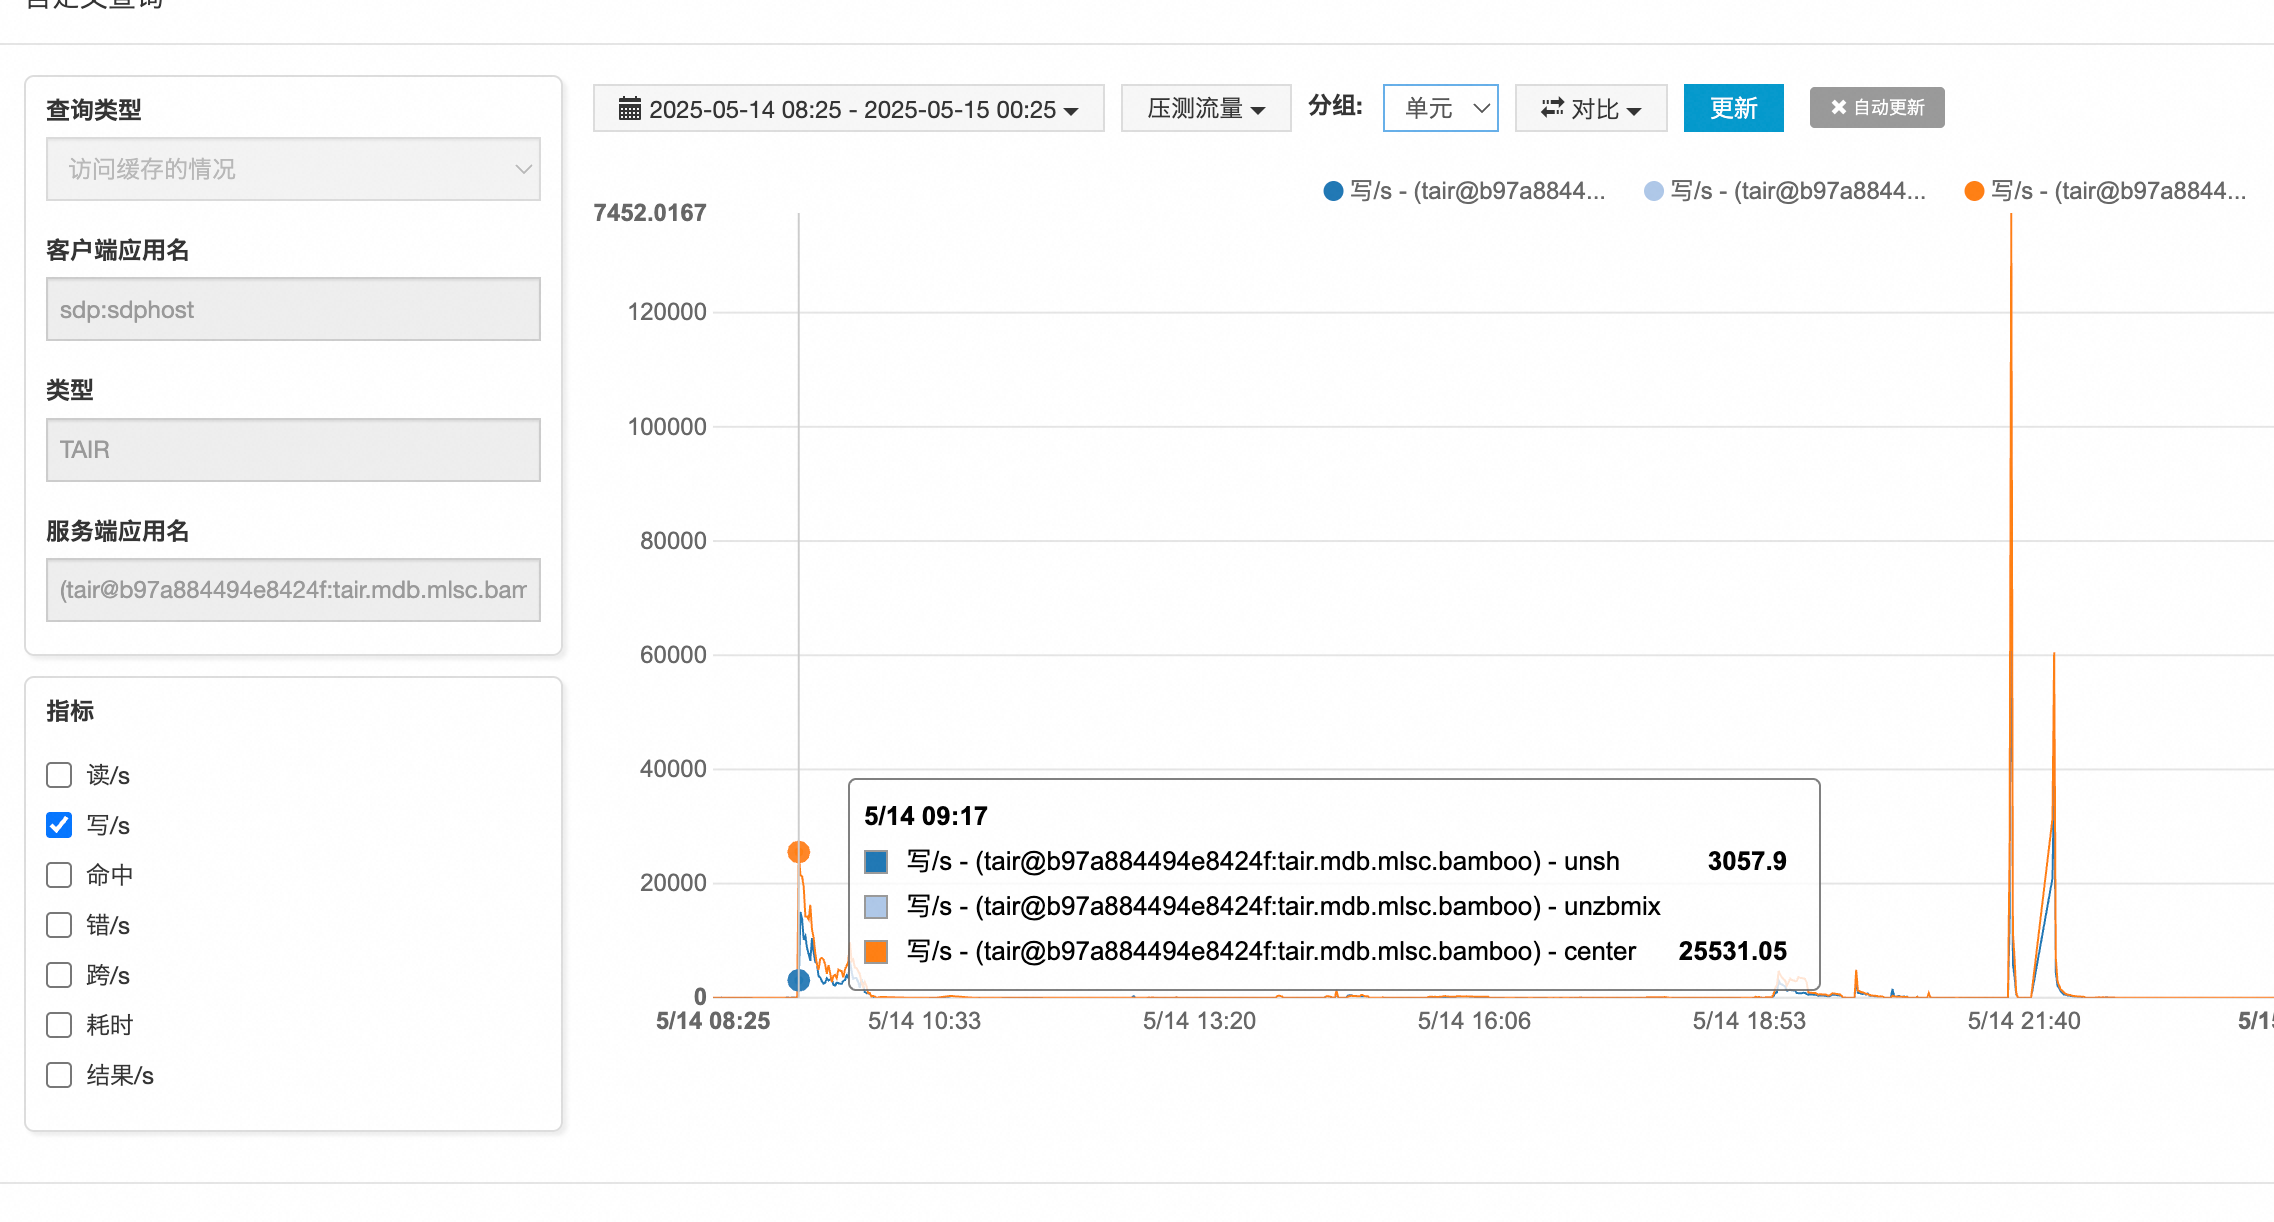 自定义查询
查询类型
访问缓存的情况
客户端应用名
sdp:sdphost
类型
TAIR
服务端应用名
(tair@b97a884494e8424f:tair.mdb.mlsc.bam
指标
读/s
写/s
命中
错/s
跨/s
耗时
结果/s
2025-05-14 08:25 - 2025-05-15 00:25
压测流量
分组:
单元
对比
更新
自动更新
写/s - (tair@b97a8844...
写/s - (tair@b97a8844...
写/s - (tair@b97a8844...
7452.0167
120000
100000
80000
60000
40000
20000
0
5/14 09:17
写/s - (tair@b97a884494e8424f:tair.mdb.mlsc.bamboo) - unsh 3057.9
写/s - (tair@b97a884494e8424f:tair.mdb.mlsc.bamboo) - unzbmix
写/s - (tair@b97a884494e8424f:tair.mdb.mlsc.bamboo) - center 25531.05
5/14 08:25
5/14 10:33
5/14 13:20
5/14 16:06
5/14 18:53
5/14 21:40
5/15